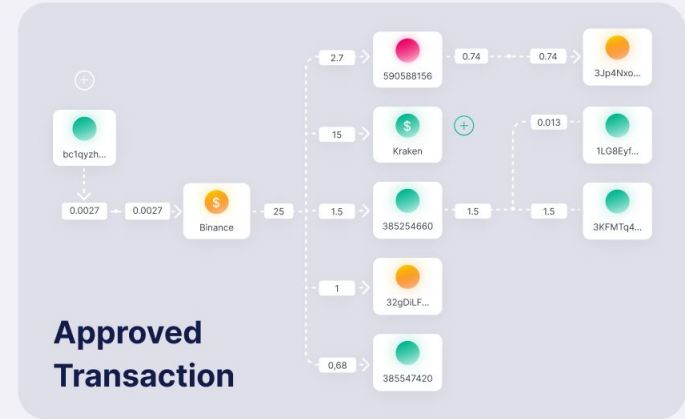 2.7
590588156
0.74
0.74
3Jp4Nxo...
bc1qyzh...
15
$
Kraken
0.013
1LG8Eyf...
0.0027
0.0027
$
Binance
25
1.5
385254660
1.5
1.5
3KFMTq4...
1
32gDiLF...
0,68
385547420
Approved
Transaction